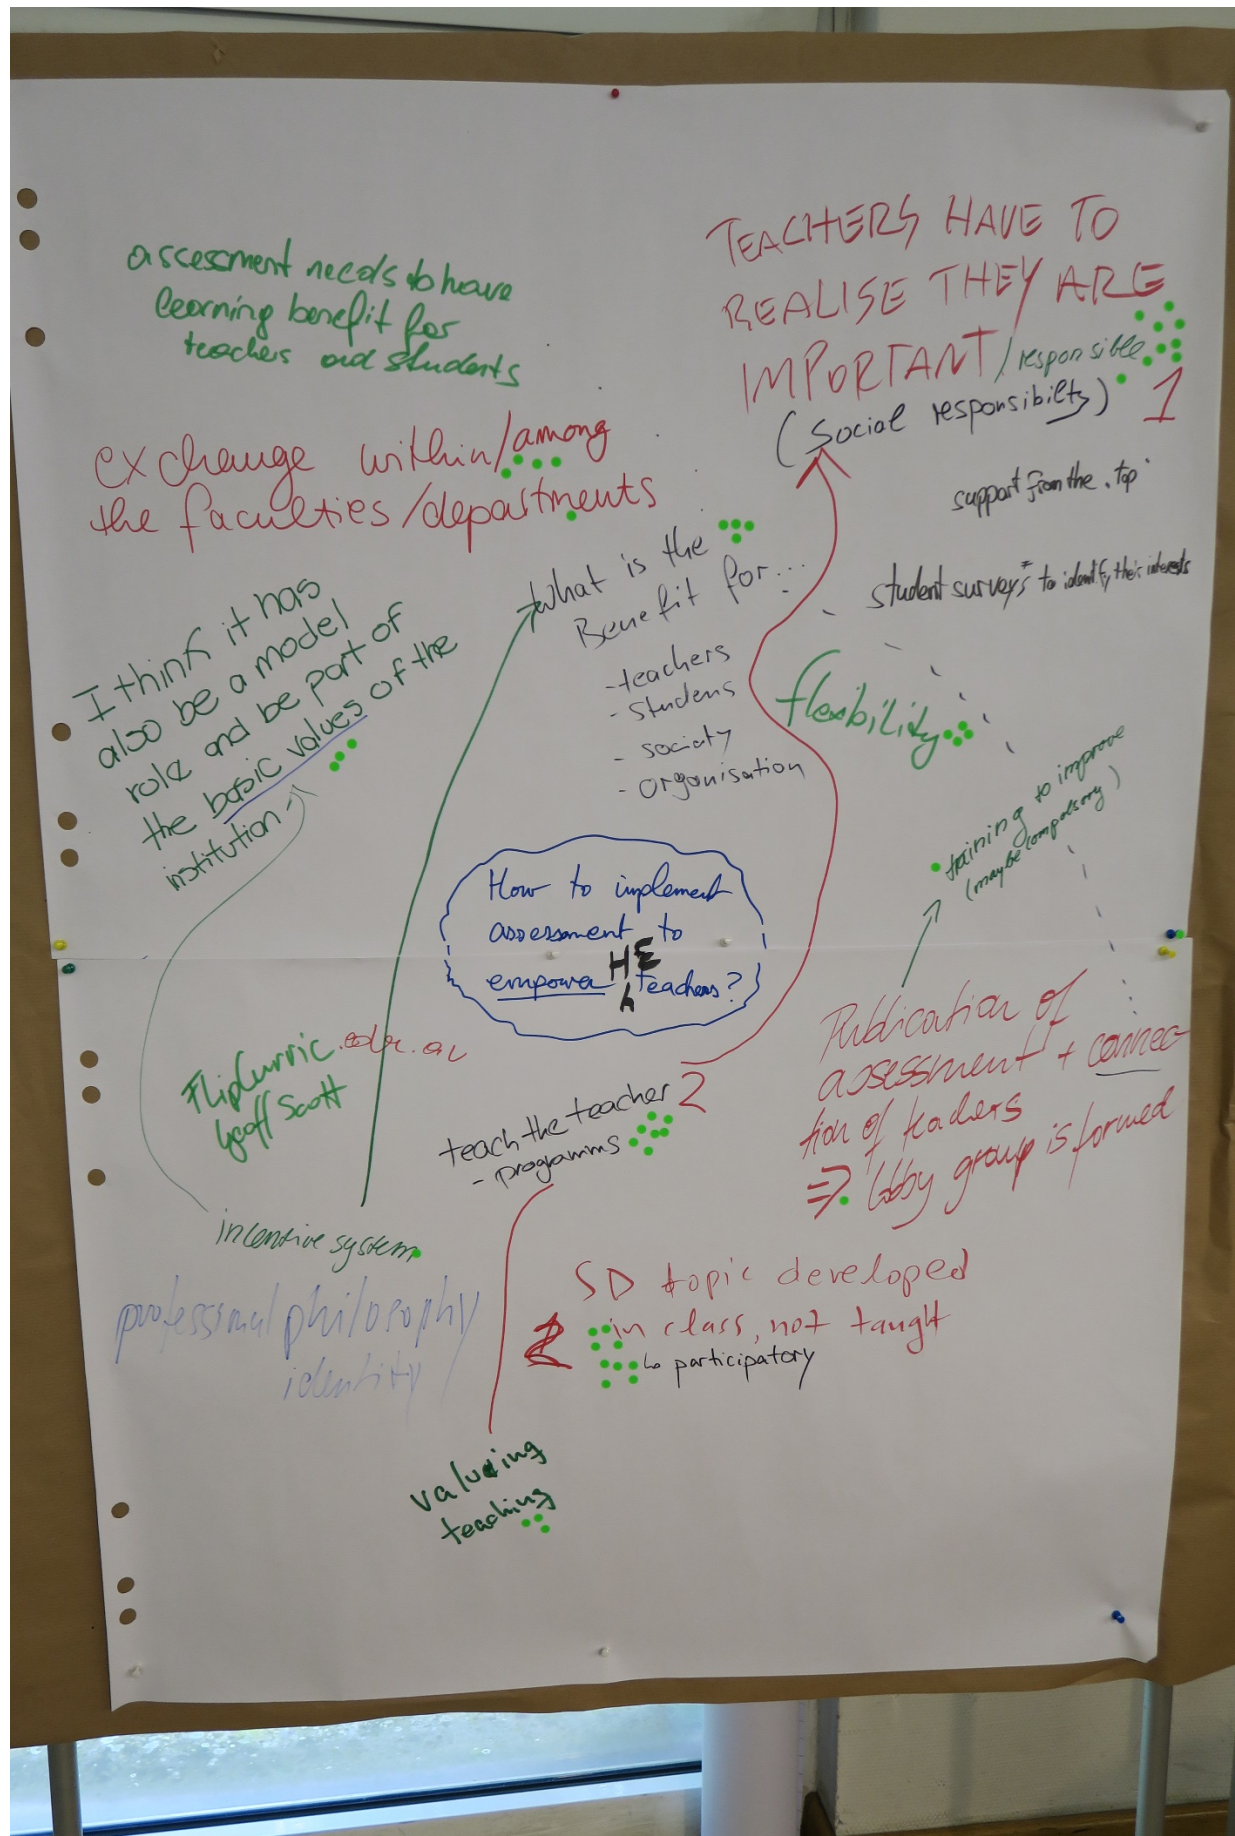 assessment needs to have
learning benefit for
teachers and students
TEACHERS HAVE TO
REALISE THEY ARE
IMPORTANT/responsible
(Social responsibilty)
1
exchange within/among
the faculties/departments
support from the "top"
student surveys* to identify their interests
What is the
Benefit for...
- teachers
- studens
- society
- organisation
I think it has
also be a model
role and be part of
the basic values of the
institution
flexibility
training to improve
(maybe compulsory)
How to implement
assessment to
empower HE teachers?
FlipCurric.edu.au
Geoff Scott
teach the teacher 2
- programms
Publication of
assessment + connec-
tion of teachers
=> lobby group is formed
incentive system
professional philosophy
identity
SD topic developed
2 in class, not taught
↳ participatory
valueing
teaching